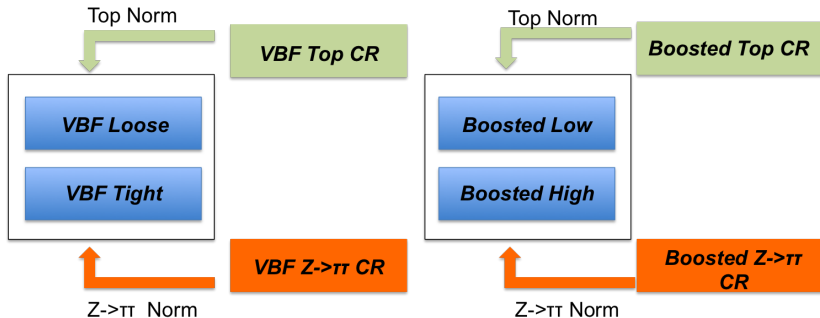 Top Norm
VBF Top CR
VBF Loose
VBF Tight
VBF Z->ττ CR
Z->ττ Norm
Top Norm
Boosted Top CR
Boosted Low
Boosted High
Boosted Z->ττ
CR
Z->ττ Norm